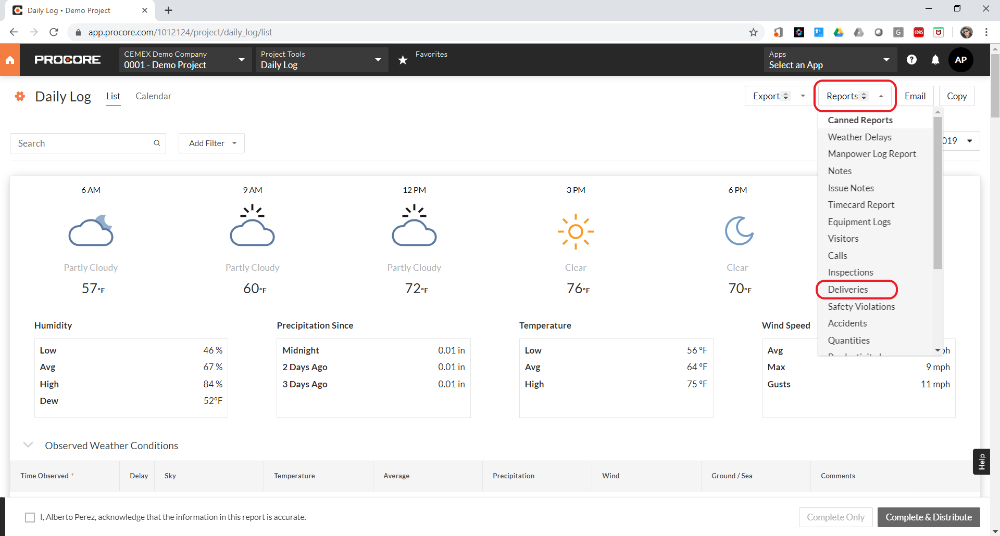 Daily Log • Demo Project
app.procore.com/1012124/project/daily_log/list
PROCORE
CEMEX Demo Company
0001 - Demo Project
Project Tools
Daily Log
Favorites
Apps
Select an App
AP
Daily Log
List
Calendar
Export
Reports
Email
Copy
Canned Reports
Weather Delays
Manpower Log Report
Notes
Issue Notes
Timecard Report
Equipment Logs
Visitors
Calls
Inspections
Deliveries
Safety Violations
Accidents
Quantities
Search
Add Filter
019
6 AM
9 AM
12 PM
3 PM
6 PM
Partly Cloudy
Partly Cloudy
Partly Cloudy
Clear
Clear
57°F
60°F
72°F
76°F
70°F
Humidity
Low 46 %
Avg 67 %
High 84 %
Dew 52°F
Precipitation Since
Midnight 0.01 in
2 Days Ago 0.01 in
3 Days Ago 0.01 in
Temperature
Low 56 °F
Avg 64 °F
High 75 °F
Wind Speed
Avg
Max 9 mph
Gusts 11 mph
Observed Weather Conditions
Time Observed * Delay Sky Temperature Average Precipitation Wind Ground / Sea Comments
Help
I, Alberto Perez, acknowledge that the information in this report is accurate.
Complete Only
Complete & Distribute